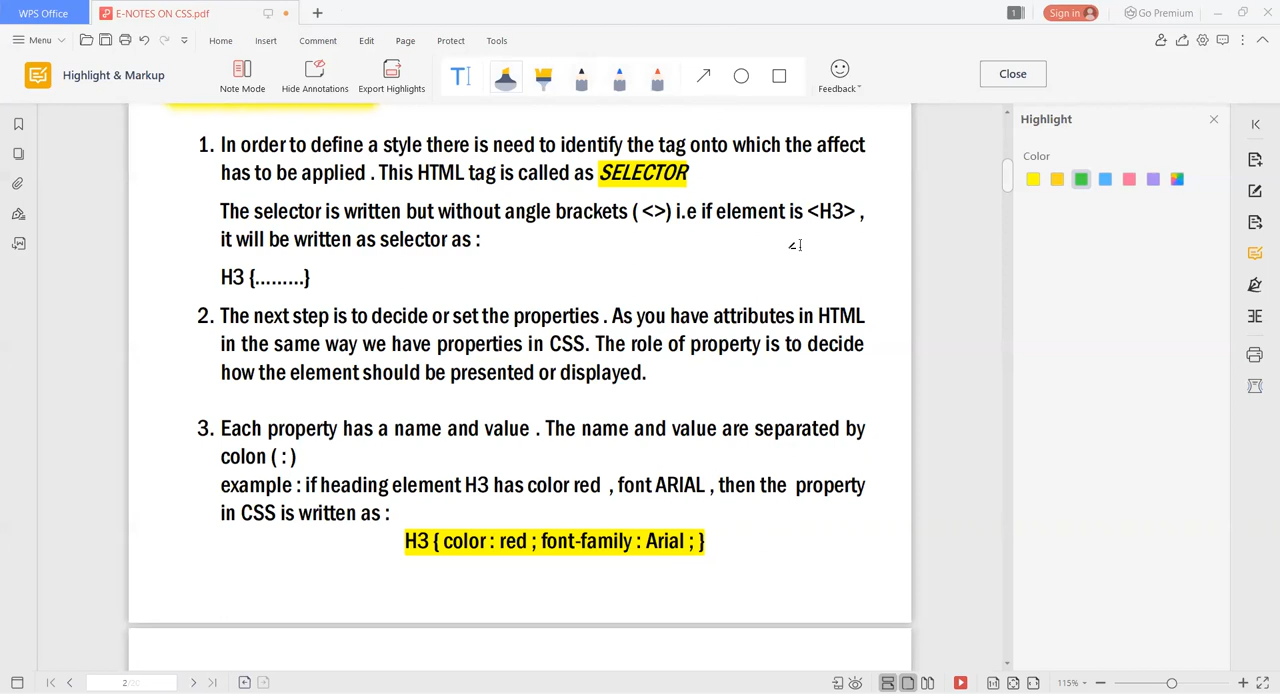 WPS Office
E-NOTES ON CSS.pdf
1
Sign in
Go Premium
Menu
Home
Insert
Comment
Edit
Page
Protect
Tools
Highlight & Markup
Note Mode
Hide Annotations
Export Highlights
Feedback
Close
Highlight
Color
1. In order to define a style there is need to identify the tag onto which the affect
has to be applied . This HTML tag is called as SELECTOR
The selector is written but without angle brackets ( <>) i.e if element is <H3> ,
it will be written as selector as :
H3 {.........}
2. The next step is to decide or set the properties . As you have attributes in HTML
in the same way we have properties in CSS. The role of property is to decide
how the element should be presented or displayed.
3. Each property has a name and value . The name and value are separated by
colon ( : )
example : if heading element H3 has color red , font ARIAL , then the property
in CSS is written as :
H3 { color : red ; font-family : Arial ; }
115%